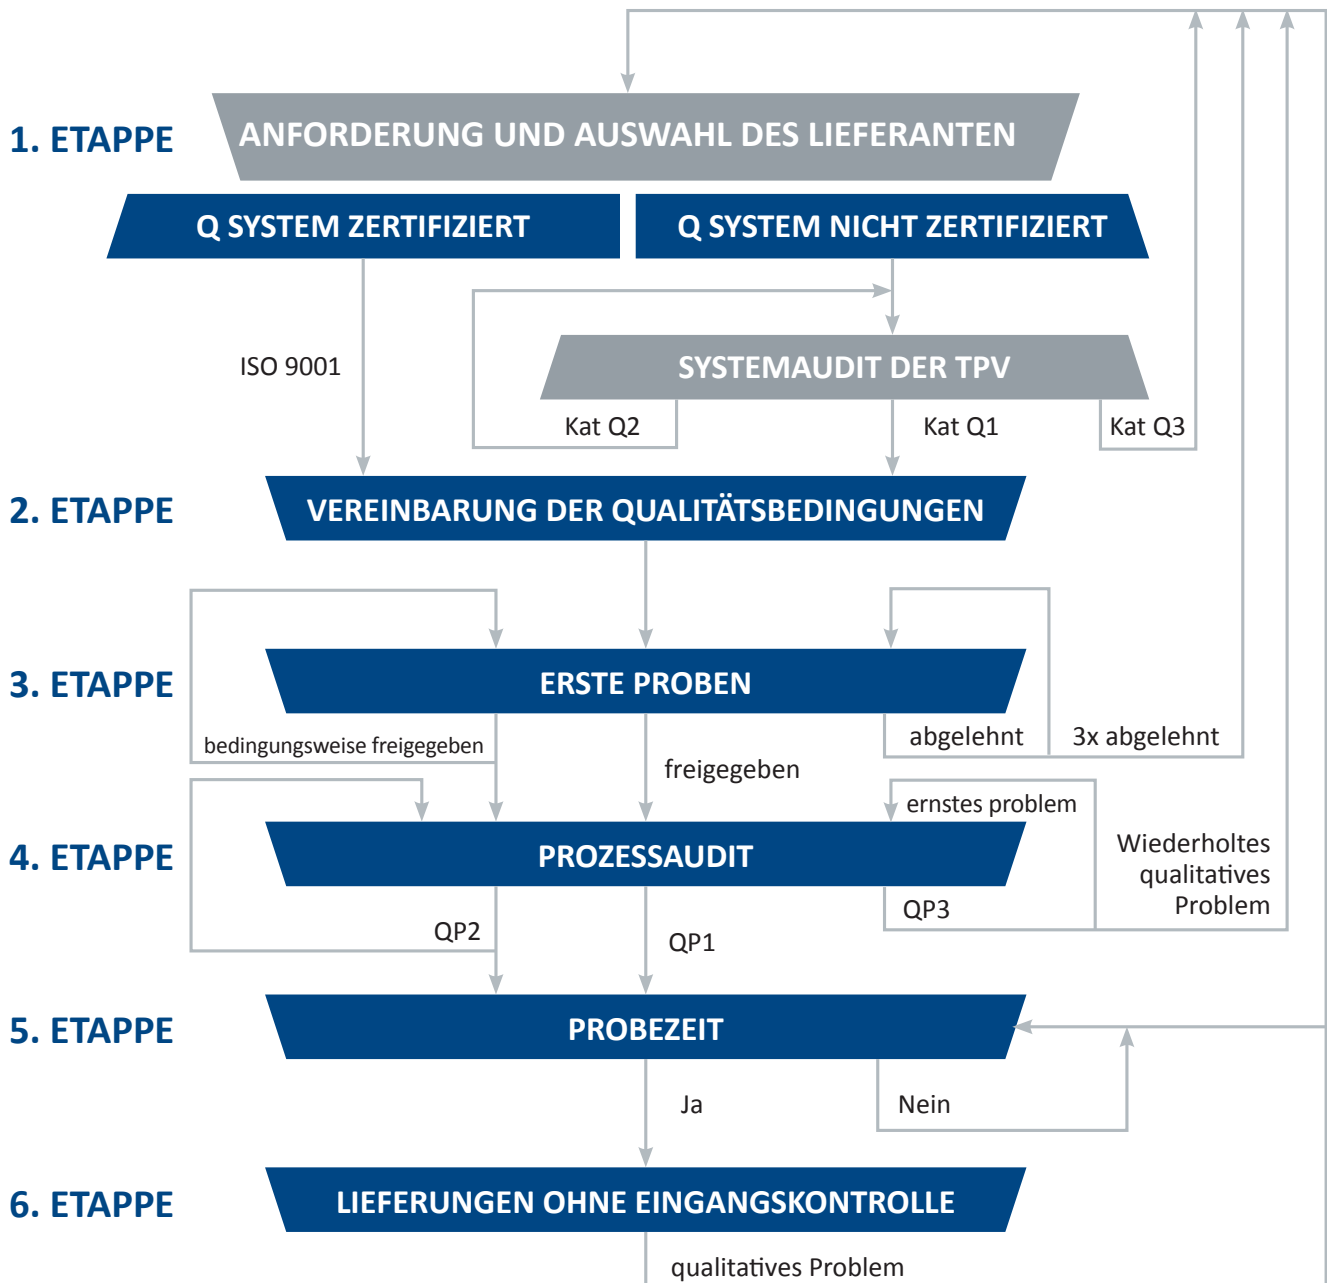 1. ETAPPE
ANFORDERUNG UND AUSWAHL DES LIEFERANTEN
Q SYSTEM ZERTIFIZIERT
Q SYSTEM NICHT ZERTIFIZIERT
ISO 9001
SYSTEMAUDIT DER TPV
Kat Q2
Kat Q1
Kat Q3
2. ETAPPE
VEREINBARUNG DER QUALITÄTSBEDINGUNGEN
3. ETAPPE
ERSTE PROBEN
bedingungsweise freigegeben
freigegeben
abgelehnt
3x abgelehnt
ernstes problem
4. ETAPPE
PROZESSAUDIT
Wiederholtes
qualitatives
Problem
QP2
QP1
QP3
5. ETAPPE
PROBEZEIT
Ja
Nein
6. ETAPPE
LIEFERUNGEN OHNE EINGANGSKONTROLLE
qualitatives Problem